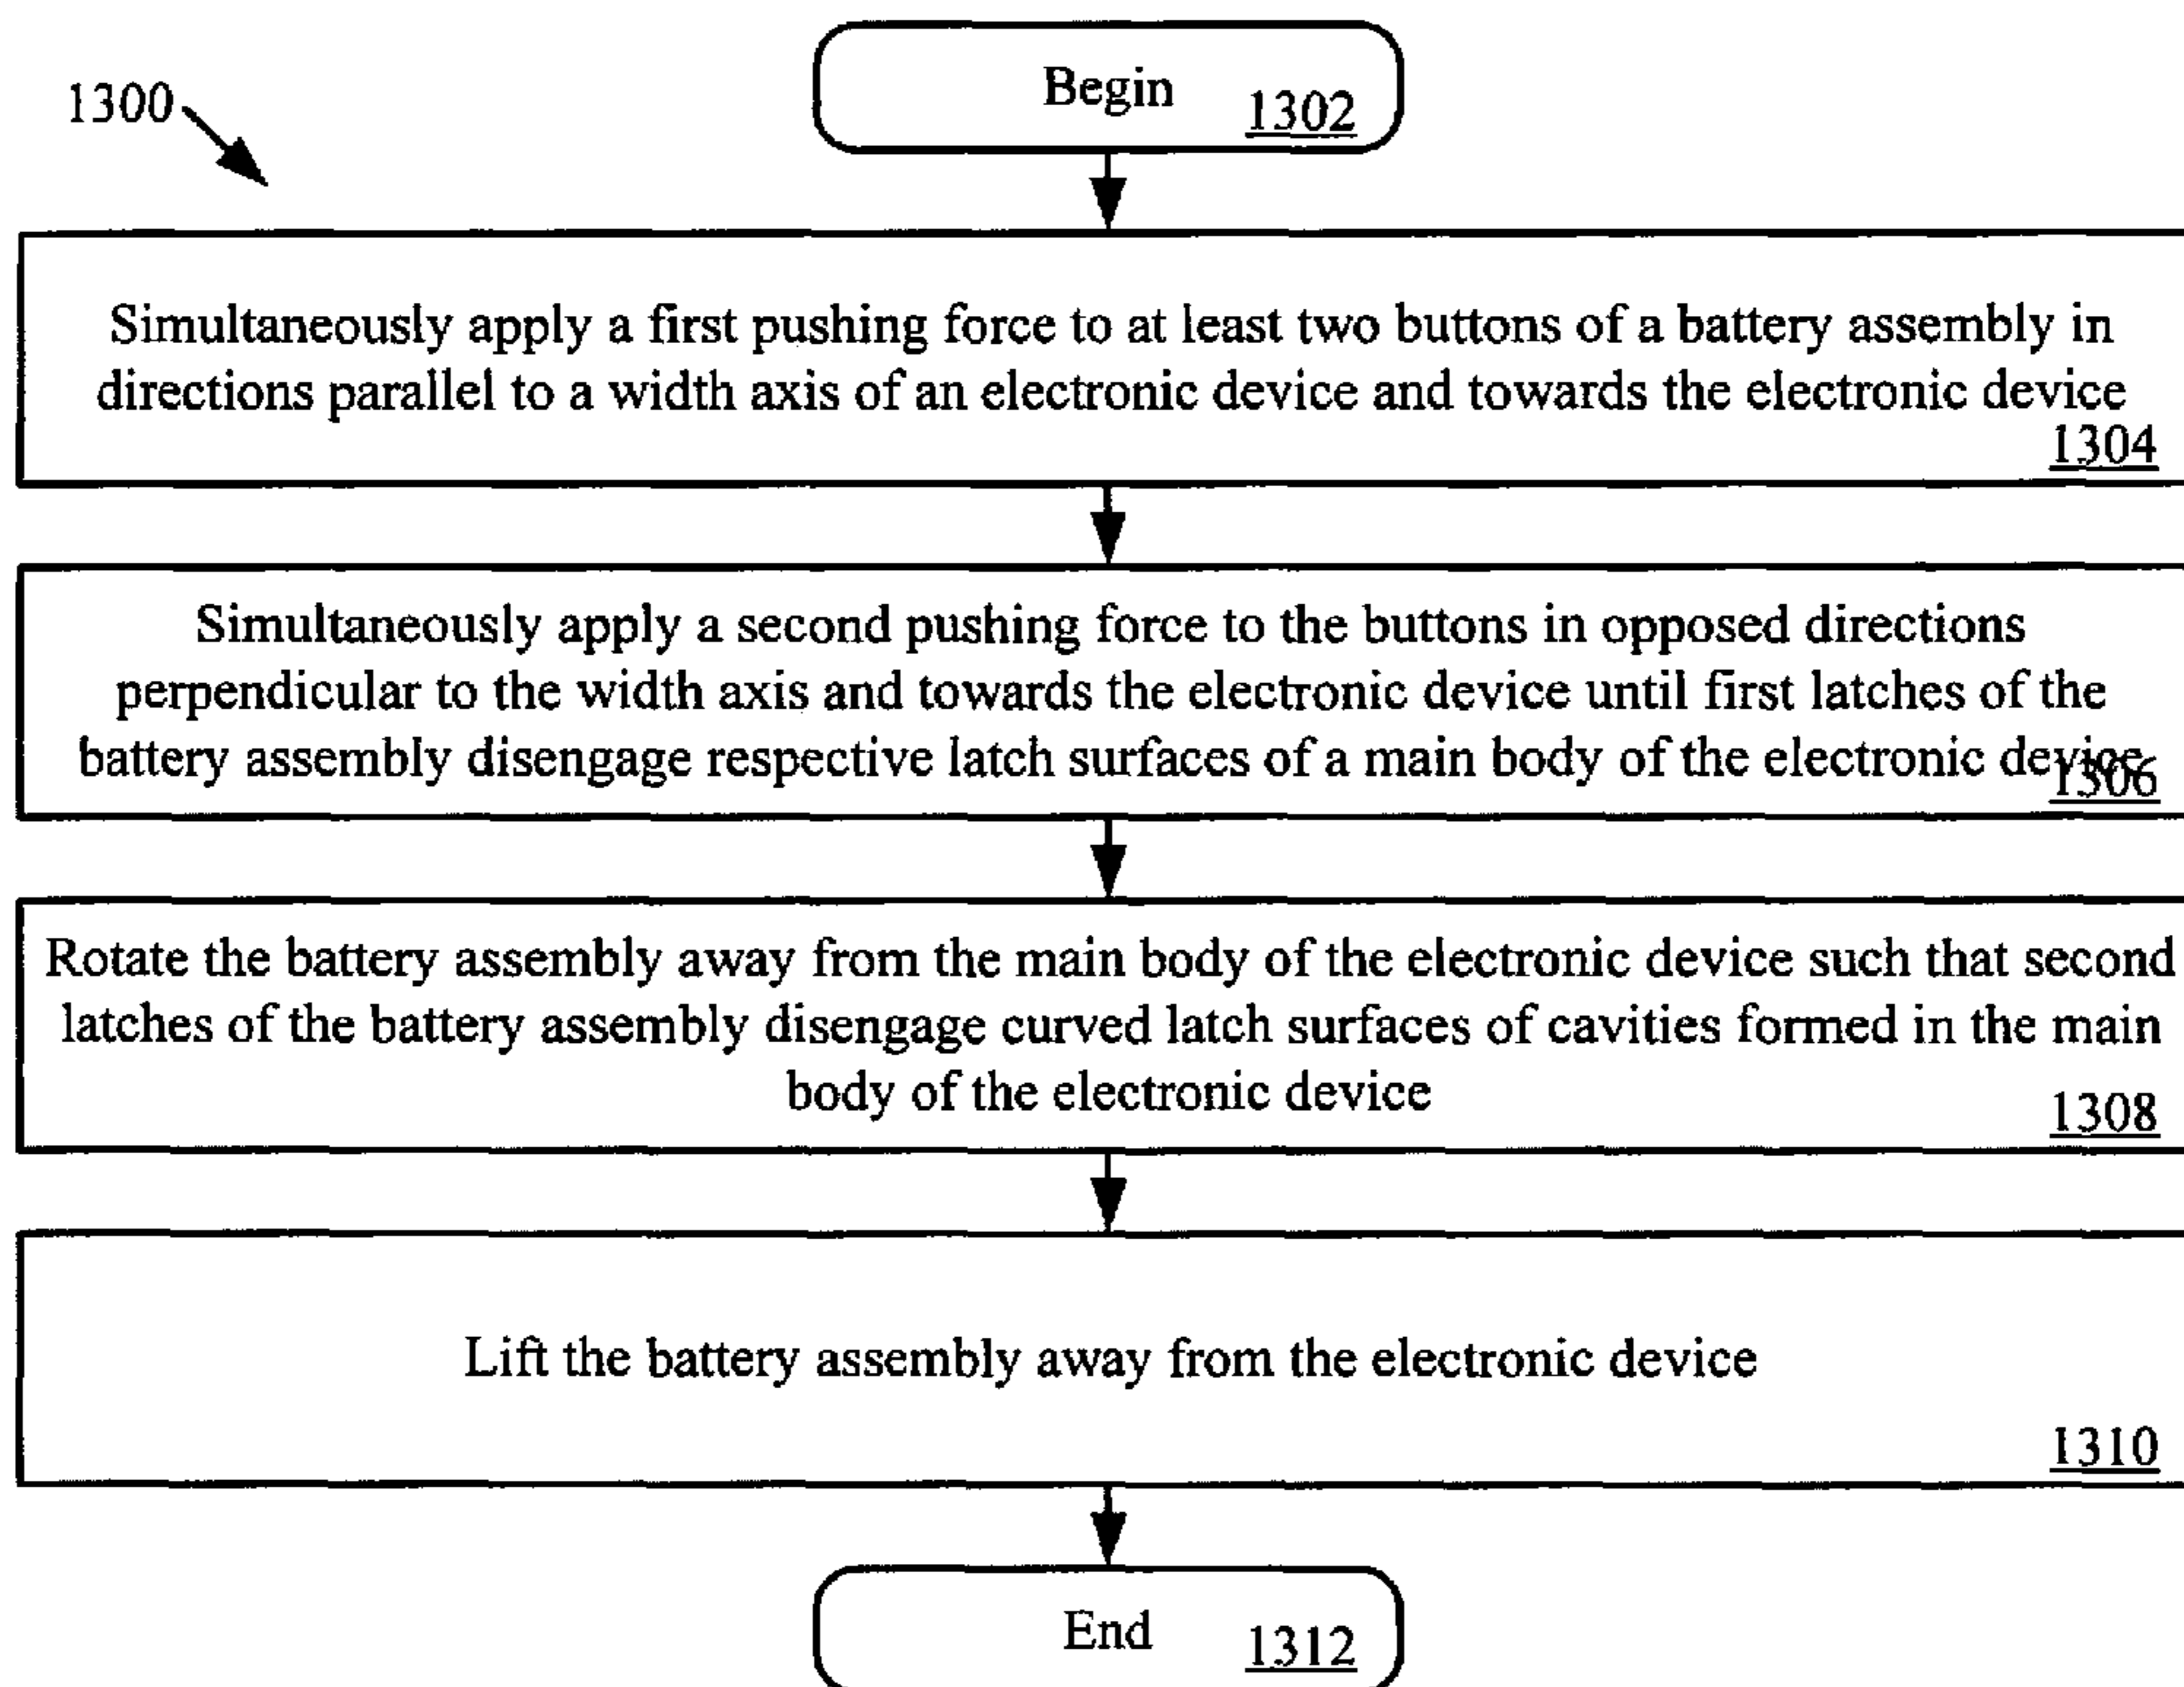 1300
Begin
1302
Simultaneously apply a first pushing force to at least two buttons of a battery assembly in
directions parallel to a width axis of an electronic device and towards the electronic device
1304
Simultaneously apply a second pushing force to the buttons in opposed directions
perpendicular to the width axis and towards the electronic device until first latches of the
battery assembly disengage respective latch surfaces of a main body of the electronic device
1306
Rotate the battery assembly away from the main body of the electronic device such that second
latches of the battery assembly disengage curved latch surfaces of cavities formed in the main
body of the electronic device
1308
Lift the battery assembly away from the electronic device
1310
End
1312